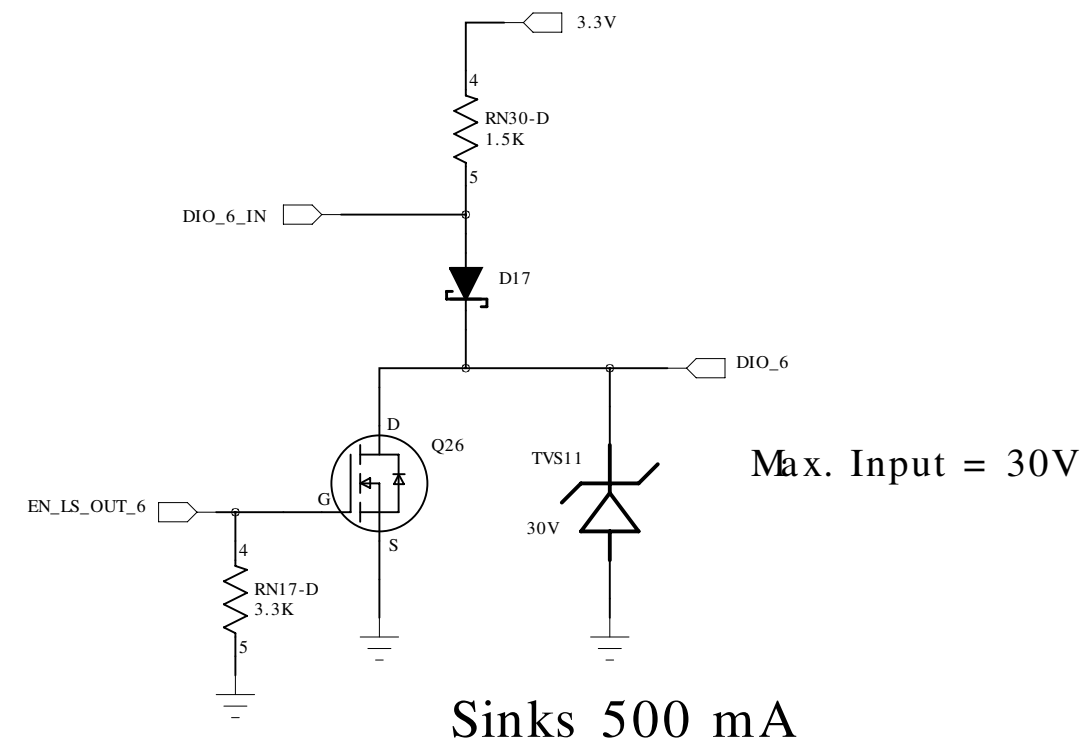 3.3V
4
RN30-D
1.5K
5
DIO_6_IN
D17
DIO_6
D
Q26
TVS11
Max. Input = 30V
G
EN_LS_OUT_6
30V
S
4
RN17-D
3.3K
5
Sinks 500 mA